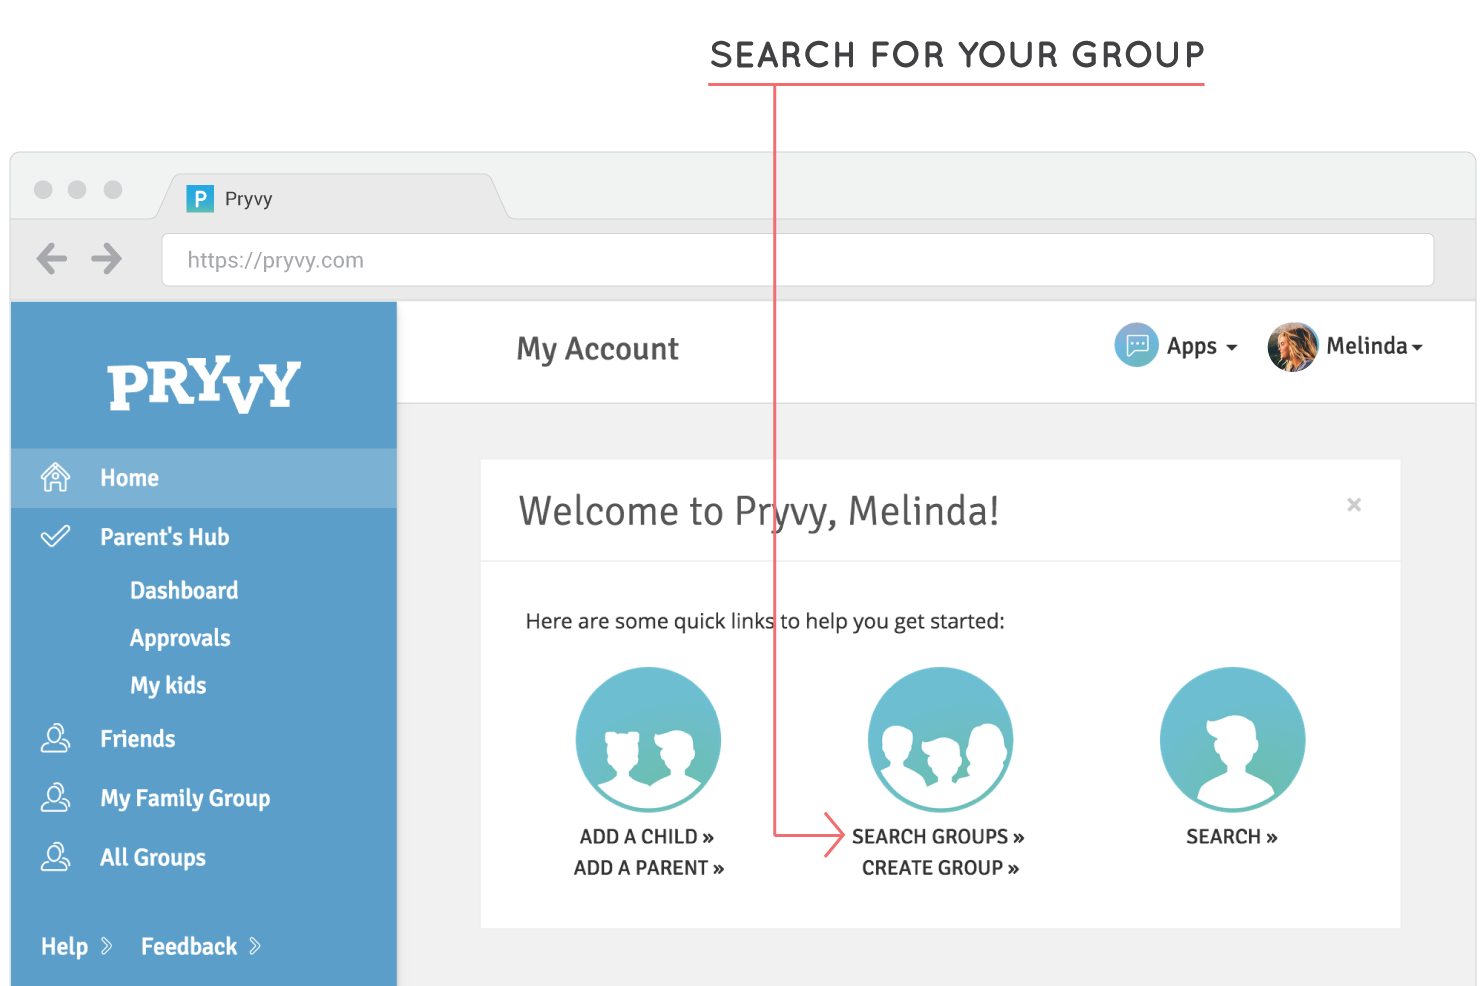 SEARCH FOR YOUR GROUP
P Pryvy
https://pryvy.com
PRYVY
My Account
Apps
Melinda
Home
Parent's Hub
Dashboard
Approvals
My kids
Friends
My Family Group
All Groups
Help
Feedback
Welcome to Pryvy, Melinda!
×
Here are some quick links to help you get started:
ADD A CHILD »
ADD A PARENT »
SEARCH GROUPS »
CREATE GROUP »
SEARCH »